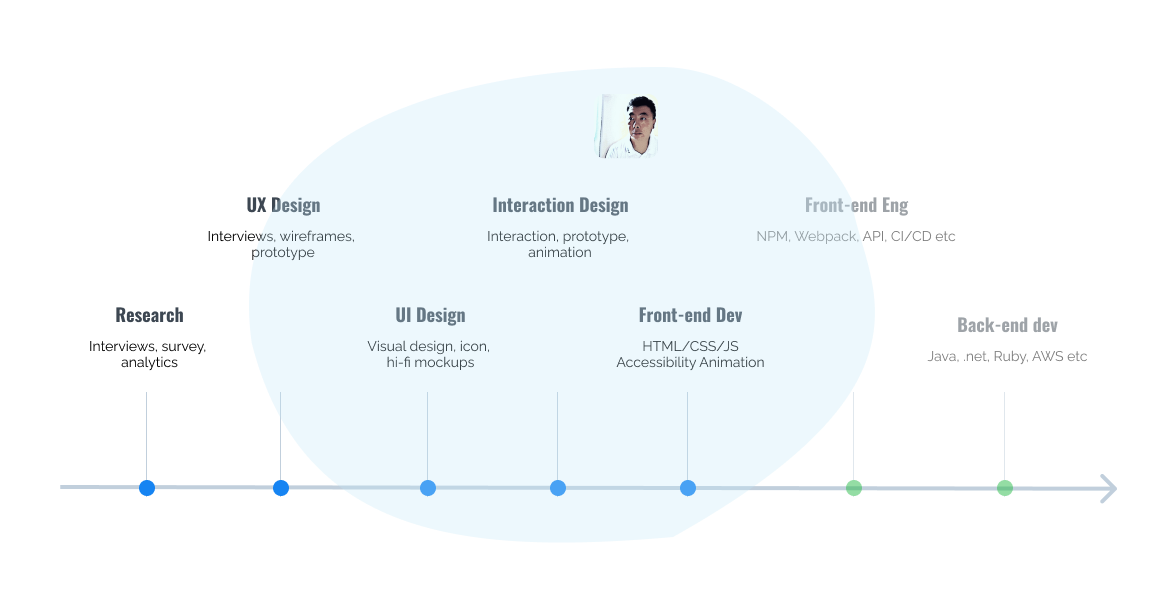 UX Design
Interviews, wireframes,
prototype
Interaction Design
Interaction, prototype,
animation
Front-end Eng
NPM, Webpack, API, CI/CD etc
Research
Interviews, survey,
analytics
UI Design
Visual design, icon,
hi-fi mockups
Front-end Dev
HTML/CSS/JS
Accessibility Animation
Back-end dev
Java, .net, Ruby, AWS etc